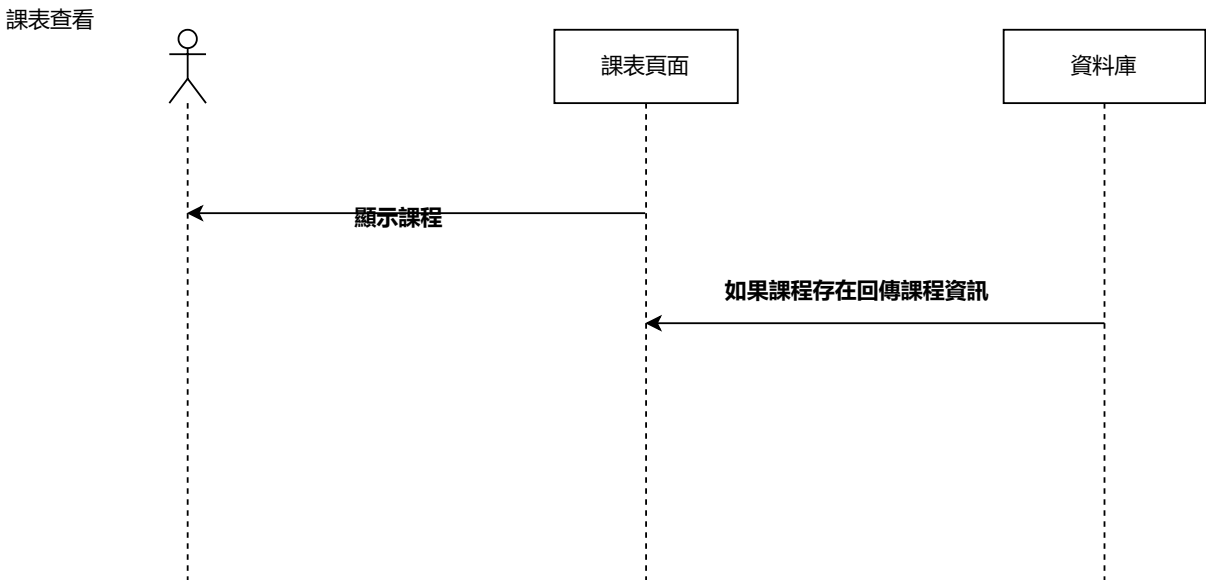 課表查看
課表頁面
資料庫
顯示課程
如果課程存在回傳課程資訊